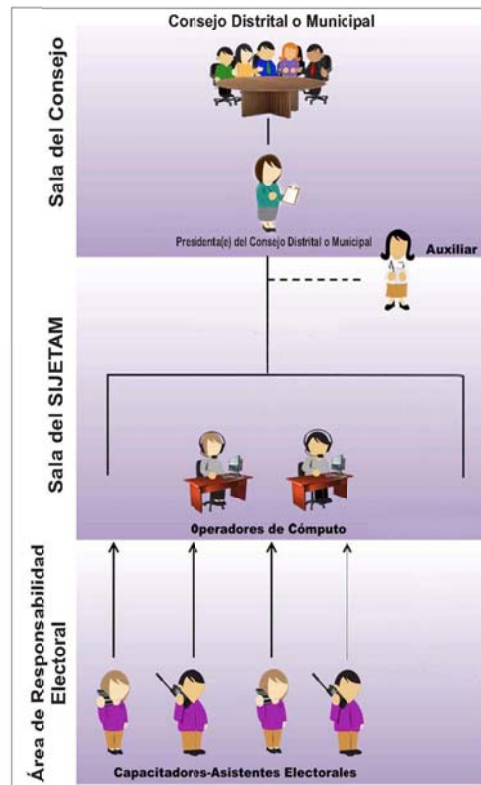 Consejo Distrital o Municipal
Sala del Consejo
Presidenta(e) del Consejo Distrital o Municipal
Auxiliar
Sala del SIJETAM
Operadores de Cómputo
Área de Responsabilidad
Electoral
Capacitadores-Asistentes Electorales